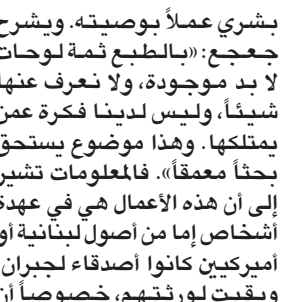 بشري عملاً بوصيته. ويشرح
جعجع: «بالطبع ثمة لوحات
لا بد موجودة، ولا نعرف عنها
شيئاً، وليس لدينا فكرة عمن
يمتلكها. وهذا موضوع يستحق
بحثاً معمقاً». فالمعلومات تشير
إلى أن هذه الأعمال هي في عهدة
أشخاص إما من أصول لبنانية أو
أميركيين كانوا أصدقاء لجبران
وبقيت لورثتهم، خصوصاً أن